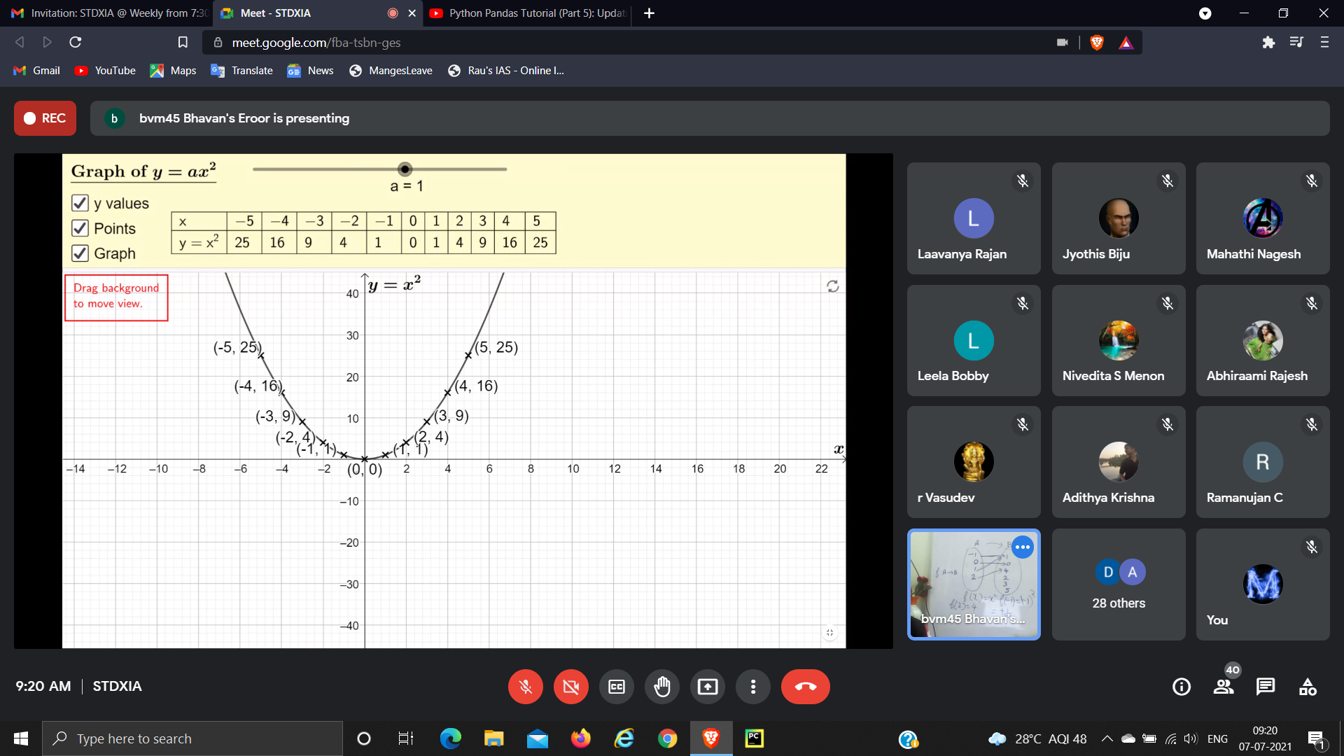 Invitation: STDXIA @ Weekly from 7:30
Meet - STDXIA
Python Pandas Tutorial (Part 5): Updat
meet.google.com/fba-tsbn-ges
Gmail YouTube Maps Translate News MangesLeave Rau's IAS - Online I...
REC
b bvm45 Bhavan's Eroor is presenting
Graph of y = ax²
a = 1
y values
Points
Graph
x −5 −4 −3 −2 −1 0 1 2 3 4 5
y = x² 25 16 9 4 1 0 1 4 9 16 25
Drag background
to move view.
y = x²
40
30
(-5, 25) (5, 25)
20
(-4, 16) (4, 16)
10
(-3, 9) (3, 9)
(-2, 4) (2, 4)
(-1, 1) (1, 1)
x
−14 −12 −10 −8 −6 −4 −2 2 4 6 8 10 12 14 16 18 20 22
(0, 0)
−10
−20
−30
−40
L
Laavanya Rajan
Jyothis Biju
Mahathi Nagesh
L
Leela Bobby
Nivedita S Menon
Abhiraami Rajesh
r Vasudev
Adithya Krishna
R
Ramanujan C
bvm45 Bhavan's...
D A
28 others
You
9:20 AM | STDXIA
CC
40
Type here to search
PC
28°C AQI 48
ENG
09:20
07-07-2021
1